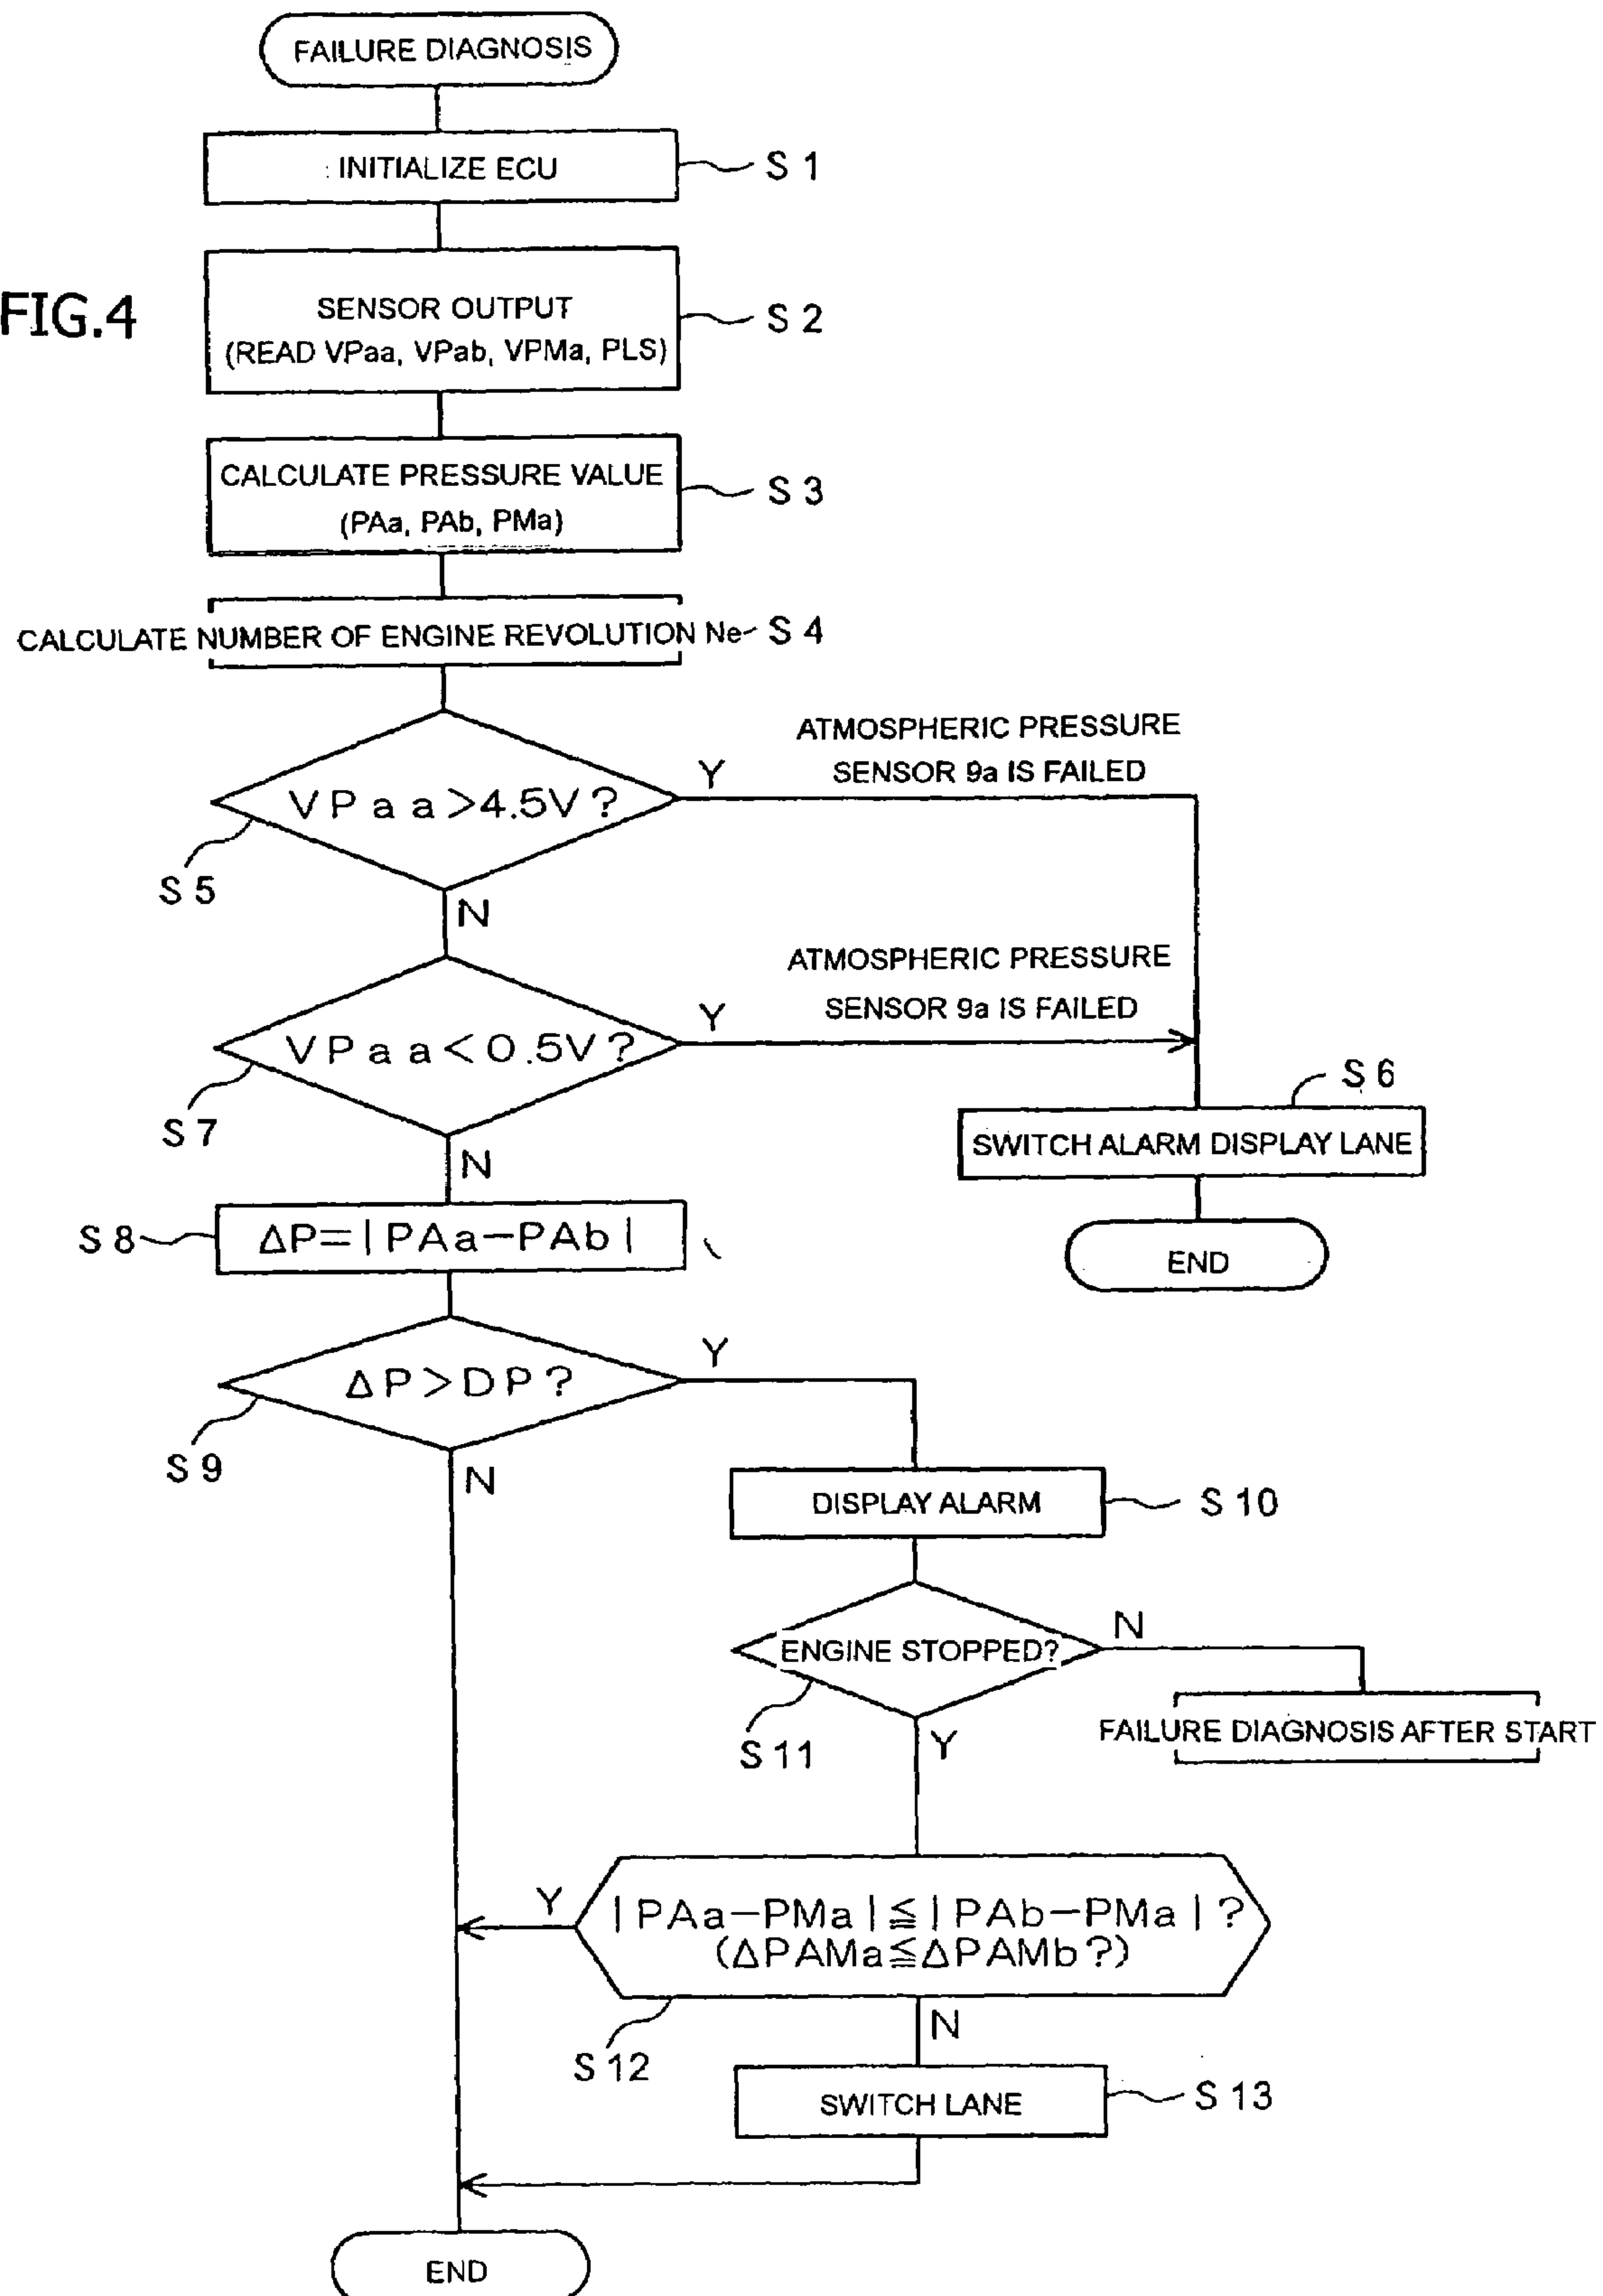 FAILURE DIAGNOSIS
INITIALIZE ECU
S 1
FIG.4
SENSOR OUTPUT
(READ VPaa, VPab, VPMa, PLS)
S 2
CALCULATE PRESSURE VALUE
(PAa, PAb, PMa)
S 3
CALCULATE NUMBER OF ENGINE REVOLUTION Ne
S 4
VPaa>4.5V?
S 5
Y
ATMOSPHERIC PRESSURE
SENSOR 9a IS FAILED
N
VPaa<0.5V?
S 7
Y
ATMOSPHERIC PRESSURE
SENSOR 9a IS FAILED
S 6
SWITCH ALARM DISPLAY LANE
END
N
S 8
ΔP=|PAa-PAb|
ΔP>DP?
S 9
Y
N
DISPLAY ALARM
S 10
ENGINE STOPPED?
S 11
N
FAILURE DIAGNOSIS AFTER START
Y
|PAa-PMa|≦|PAb-PMa|?
(ΔPAMa≦ΔPAMb?)
Y
S 12
N
SWITCH LANE
S 13
END